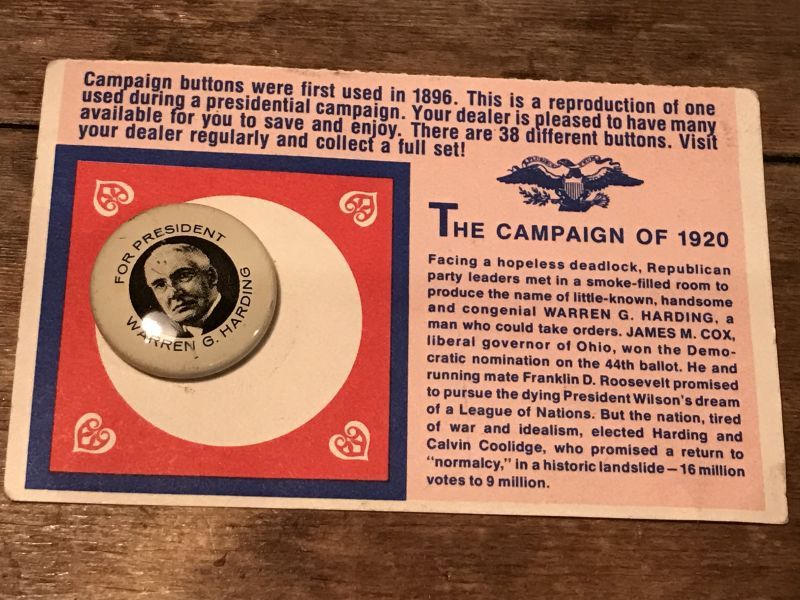 Campaign buttons were first used in 1896. This is a reproduction of one
used during a presidential campaign. Your dealer is pleased to have many
available for you to save and enjoy. There are 38 different buttons. Visit
your dealer regularly and collect a full set!
FOR PRESIDENT
WARREN G. HARDING
THE CAMPAIGN OF 1920
Facing a hopeless deadlock, Republican
party leaders met in a smoke-filled room to
produce the name of little-known, handsome
and congenial WARREN G. HARDING, a
man who could take orders. JAMES M. COX,
liberal governor of Ohio, won the Demo-
cratic nomination on the 44th ballot. He and
running mate Franklin D. Roosevelt promised
to pursue the dying President Wilson's dream
of a League of Nations. But the nation, tired
of war and idealism, elected Harding and
Calvin Coolidge, who promised a return to
"normalcy," in a historic landslide—16 million
votes to 9 million.